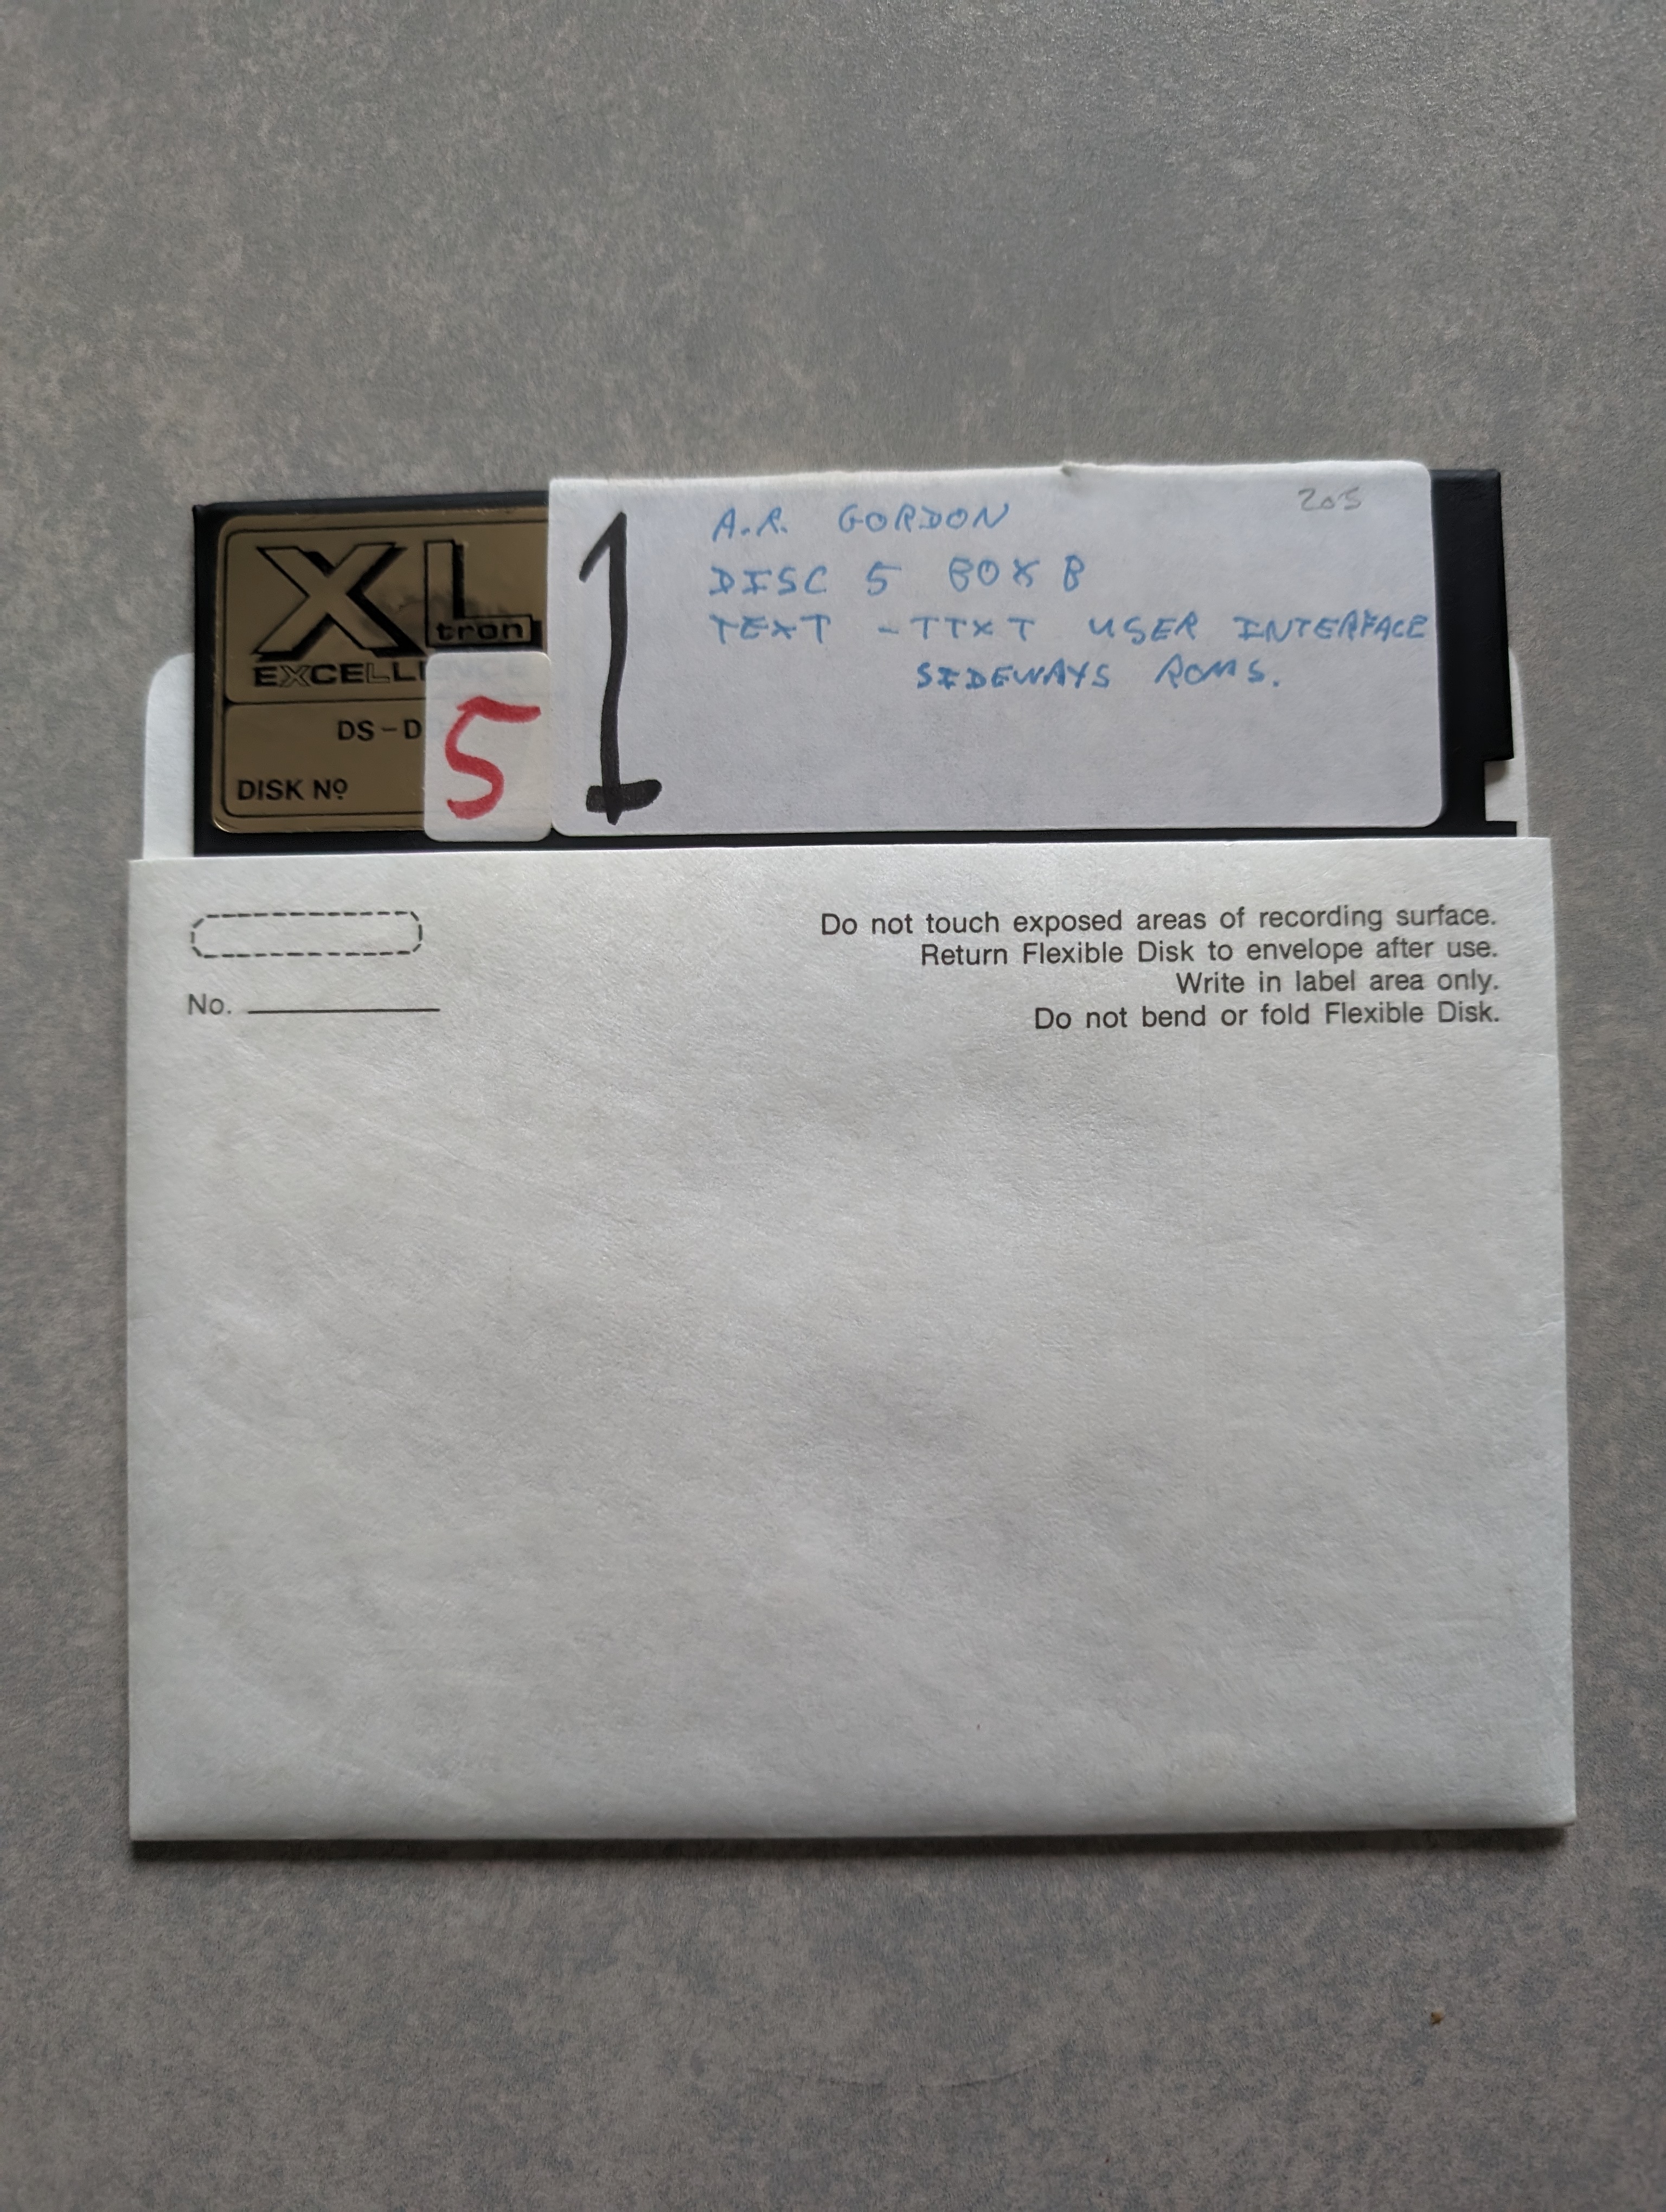 XL
tron
EXCELL
DS-D
DISK Nº
5
1
205
A.R. GORDON
DISC 5 BOX B
TEXT - TTXT USER INTERFACE
SIDEWAYS ROMS.
No.
Do not touch exposed areas of recording surface.
Return Flexible Disk to envelope after use.
Write in label area only.
Do not bend or fold Flexible Disk.